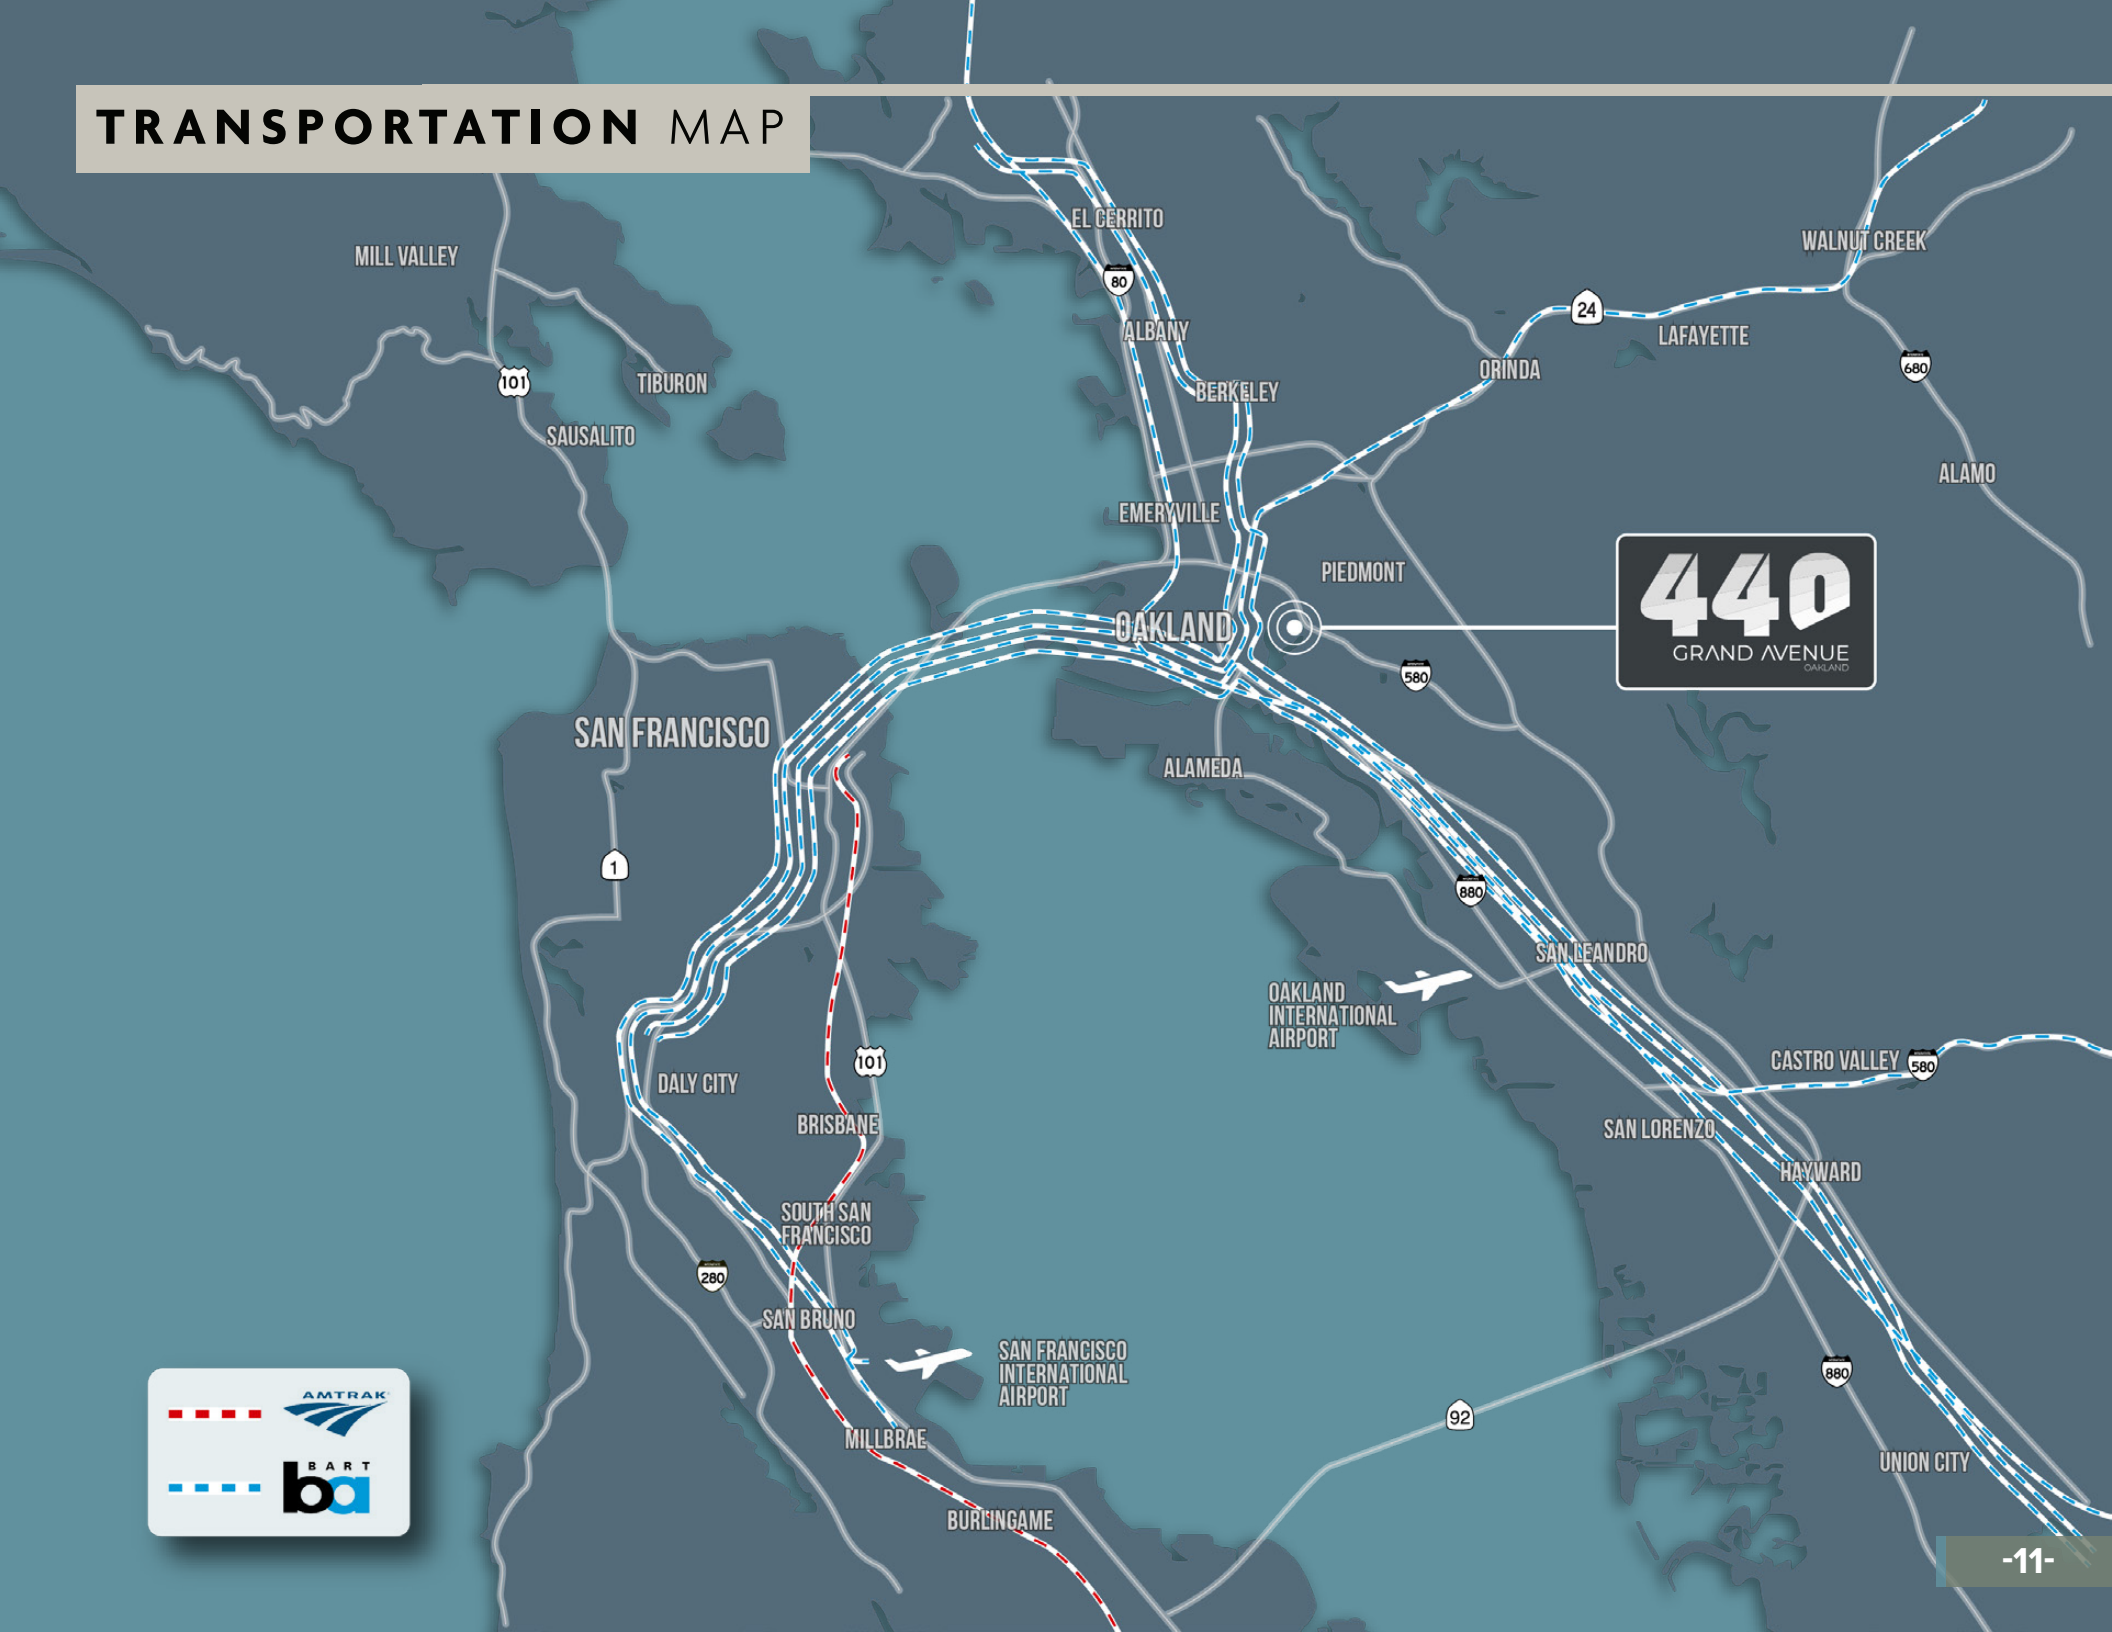 TRANSPORTATION MAP
EL CERRITO
MILL VALLEY
WALNUT CREEK
80
24
ALBANY
LAFAYETTE
ORINDA
680
101
TIBURON
BERKELEY
SAUSALITO
ALAMO
EMERYVILLE
PIEDMONT
440
GRAND AVENUE
OAKLAND
OAKLAND
580
SAN FRANCISCO
ALAMEDA
1
880
SAN LEANDRO
OAKLAND
INTERNATIONAL
AIRPORT
CASTRO VALLEY
580
101
DALY CITY
BRISBANE
SAN LORENZO
HAYWARD
SOUTH SAN
FRANCISCO
280
SAN BRUNO
SAN FRANCISCO
INTERNATIONAL
AIRPORT
880
AMTRAK
92
MILLBRAE
UNION CITY
BART
ba
BURLINGAME
-11-